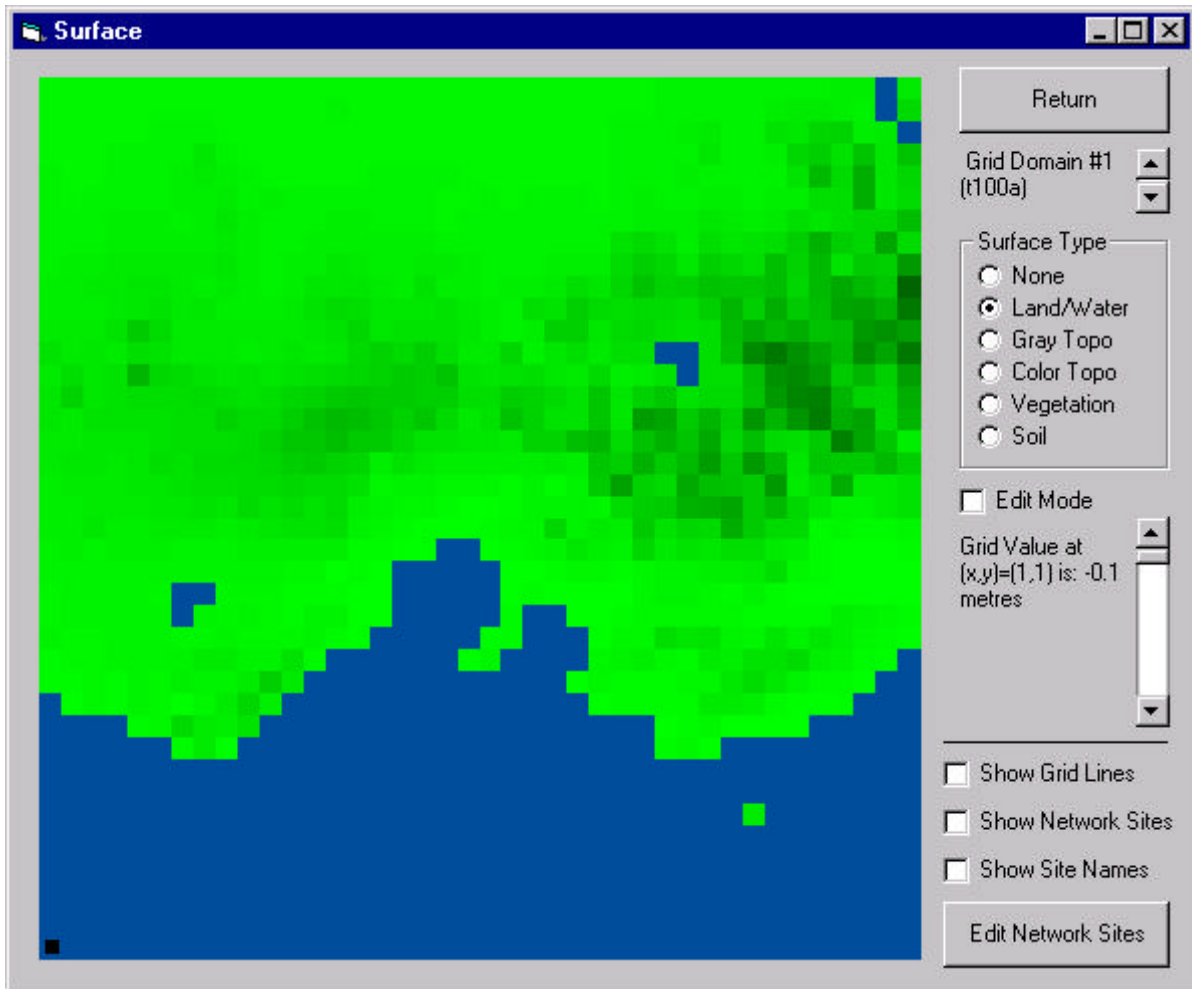 Surface
Return
Grid Domain #1
(t100a)
Surface Type
None
Land/Water
Gray Topo
Color Topo
Vegetation
Soil
Edit Mode
Grid Value at
(x,y)=(1,1) is: -0.1
metres
Show Grid Lines
Show Network Sites
Show Site Names
Edit Network Sites